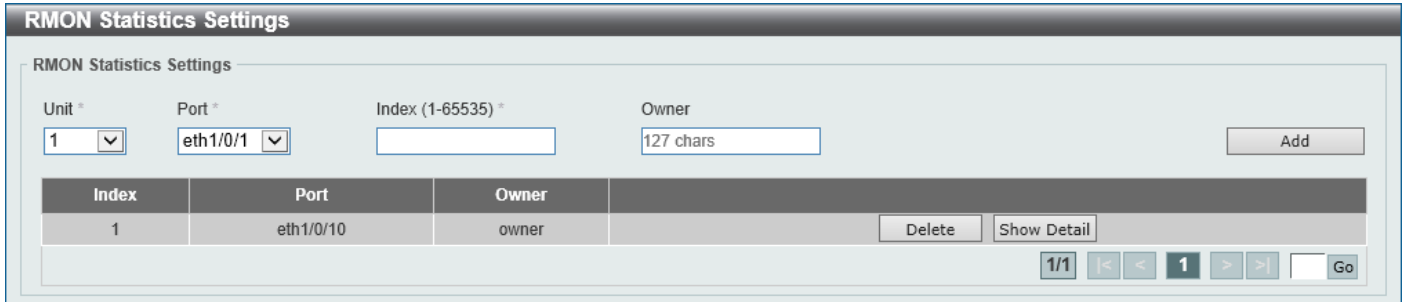 RMON Statistics Settings
RMON Statistics Settings
Unit * Port * Index (1-65535) * Owner
1 eth1/0/1 127 chars Add
Index Port Owner
1 eth1/0/10 owner Delete Show Detail
1/1 |< < 1 > >| Go